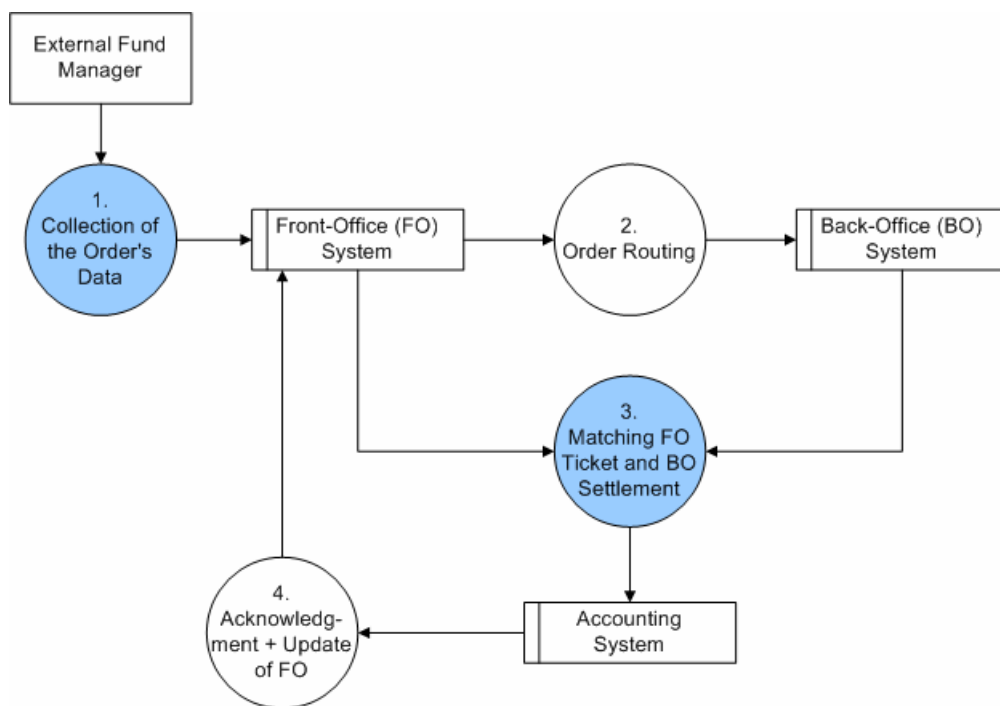 External Fund
Manager
1.
Collection of
the Order's
Data
Front-Office (FO)
System
2.
Order Routing
Back-Office (BO)
System
3.
Matching FO
Ticket and BO
Settlement
4.
Acknowledg-
ment + Update
of FO
Accounting
System